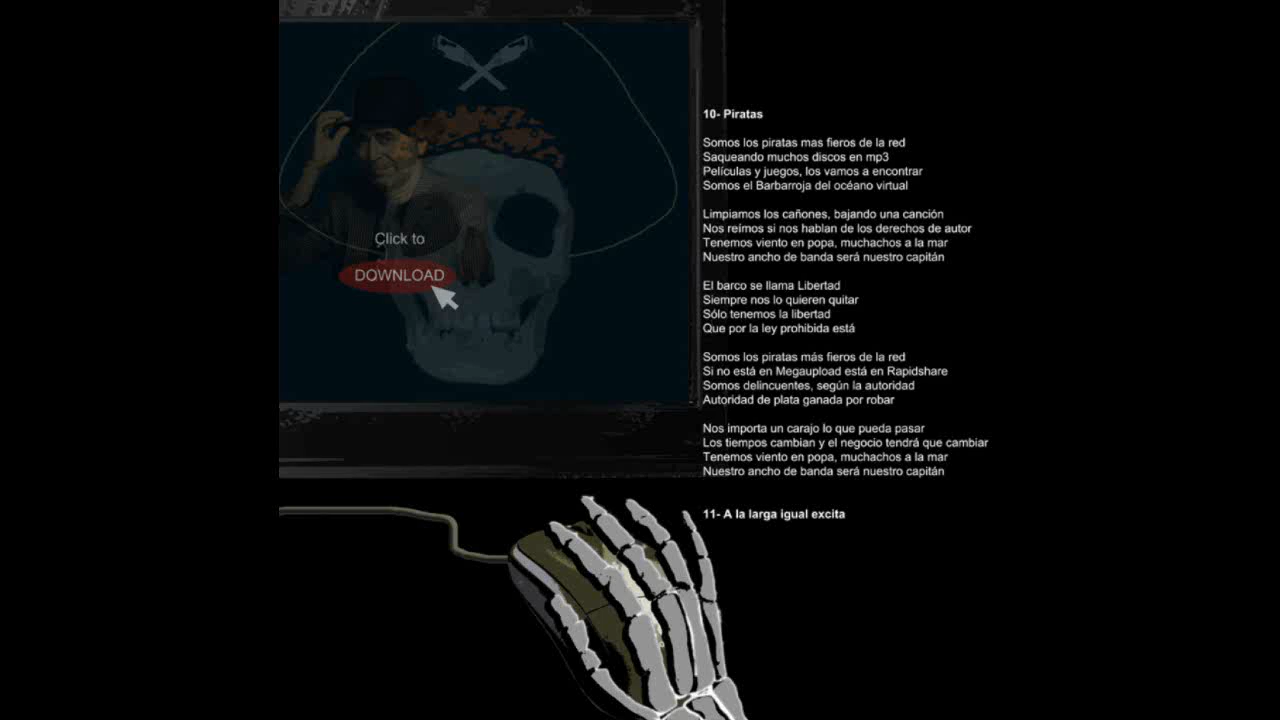 Click to
DOWNLOAD
10- Piratas
Somos los piratas mas fieros de la red
Saqueando muchos discos en mp3
Películas y juegos, los vamos a encontrar
Somos el Barbarroja del océano virtual
Limpiamos los cañones, bajando una canción
Nos reimos si nos hablan de los derechos de autor
Tenemos viento en popa, muchachos a la mar
Nuestro ancho de banda será nuestro capitán
El barco se llama Libertad
Siempre nos lo quieren quitar
Sólo tenemos la libertad
Que por la ley prohibida está
Somos los piratas más fieros de la red
Si no está en Megaupload está en Rapidshare
Somos delincuentes, según la autoridad
Autoridad de plata ganada por robar
Nos importa un carajo lo que pueda pasar
Los tiempos cambian y el negocio tendrá que cambiar
Tenemos viento en popa, muchachos a la mar
Nuestro ancho de banda será nuestro capitán
11- A la larga igual excita